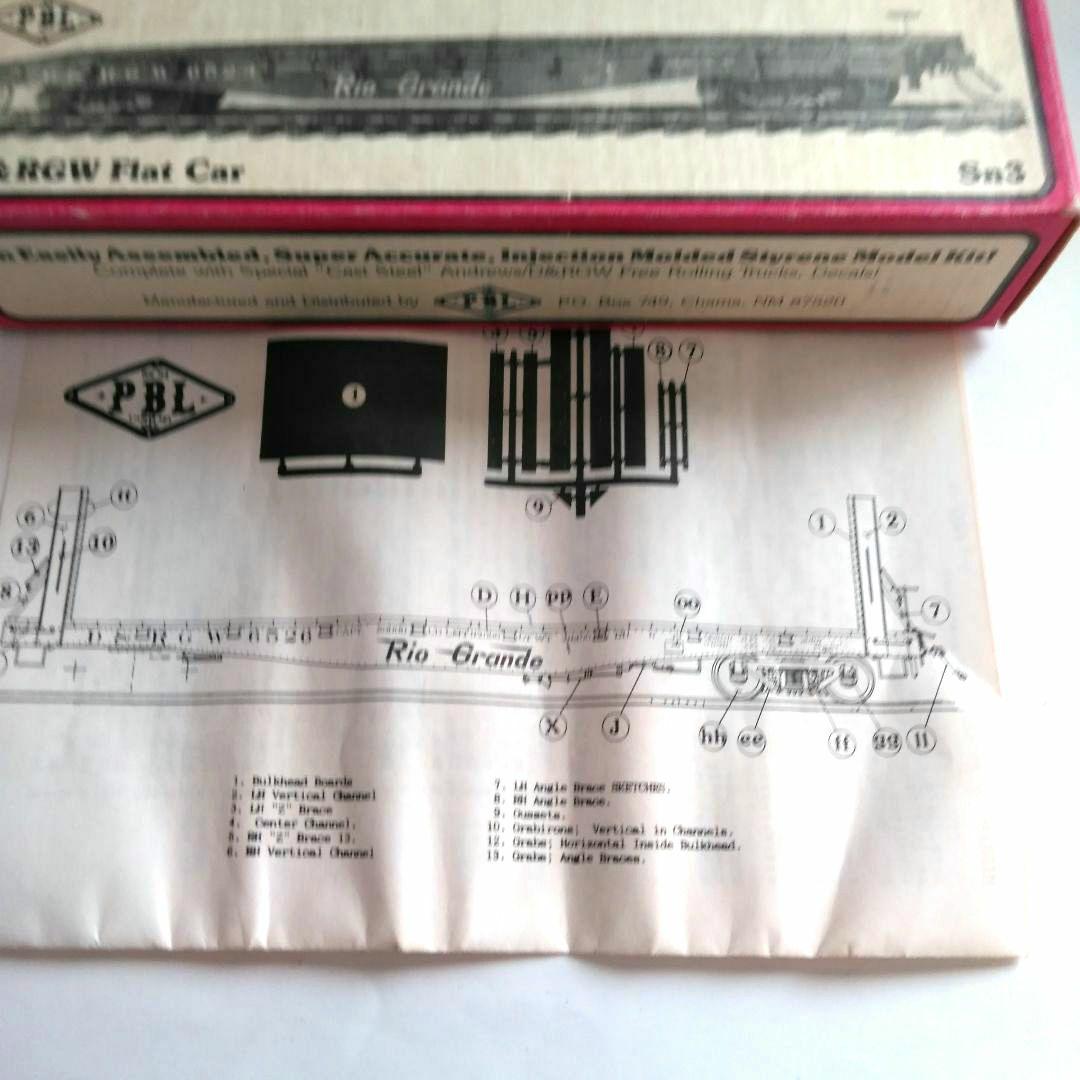 PBL
Rio Grande
& RGW Flat Car
Sn3
n Easily Assembled, Super Accurate, Injection Molded Styrene Model Kit!
Complete with Special "Cast Steel" Andrews/D&RGW Free Rolling Trucks, Decals!
Manufactured and Distributed by PBL P.O. Box 749, Chama, NM 87520
PBL
1
8 7
9
6 11
13 10
8
1 2
7
D H PP E oo
D & R G W 6526
Rio Grande
X J
hh ee ff gg 11
1. Bulkhead Boards
2. LH Vertical Channel
3. LH "Z" Brace
4. Center Channel.
5. RH "Z" Brace 13.
6. RH Vertical Channel
7. LH Angle Brace SKETCHES.
8. RH Angle Brace.
9. Gussets.
10. Grabirons; Vertical in Channels.
12. Grabs; Horizontal Inside Bulkhead.
13. Grabs; Angle Braces.